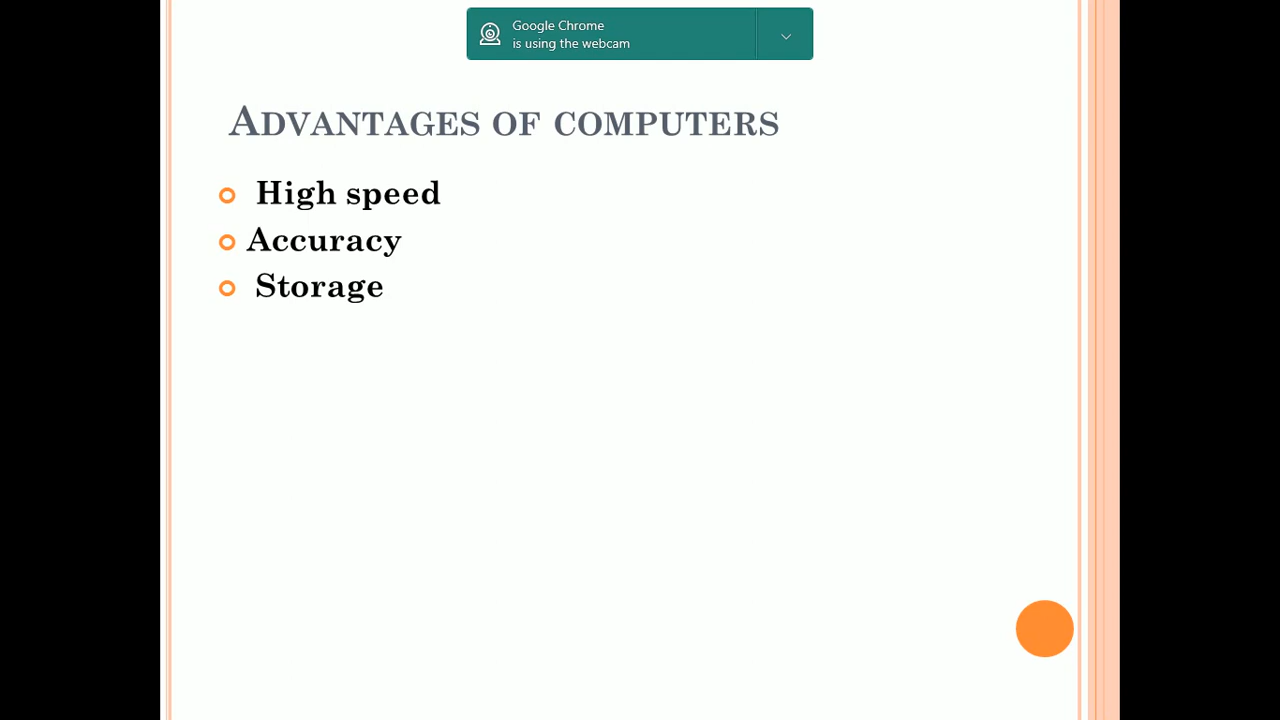 Google Chrome
is using the webcam
ADVANTAGES OF COMPUTERS
High speed
Accuracy
Storage